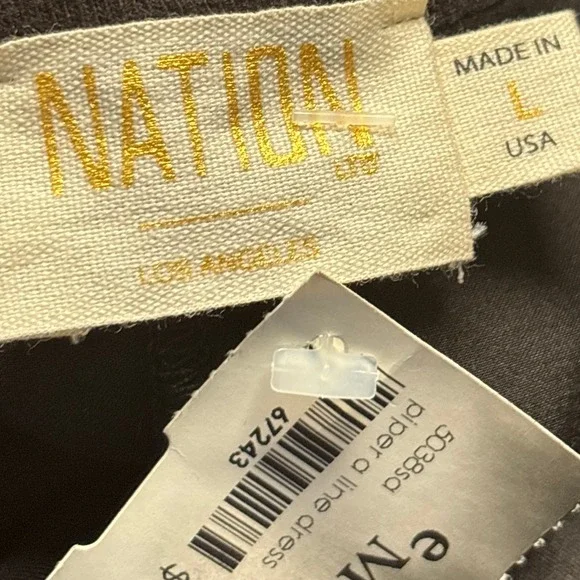 NATION
LTD
LOS ANGELES
MADE IN
L
USA
5038sa
piper a line dress
67243
e
M
$